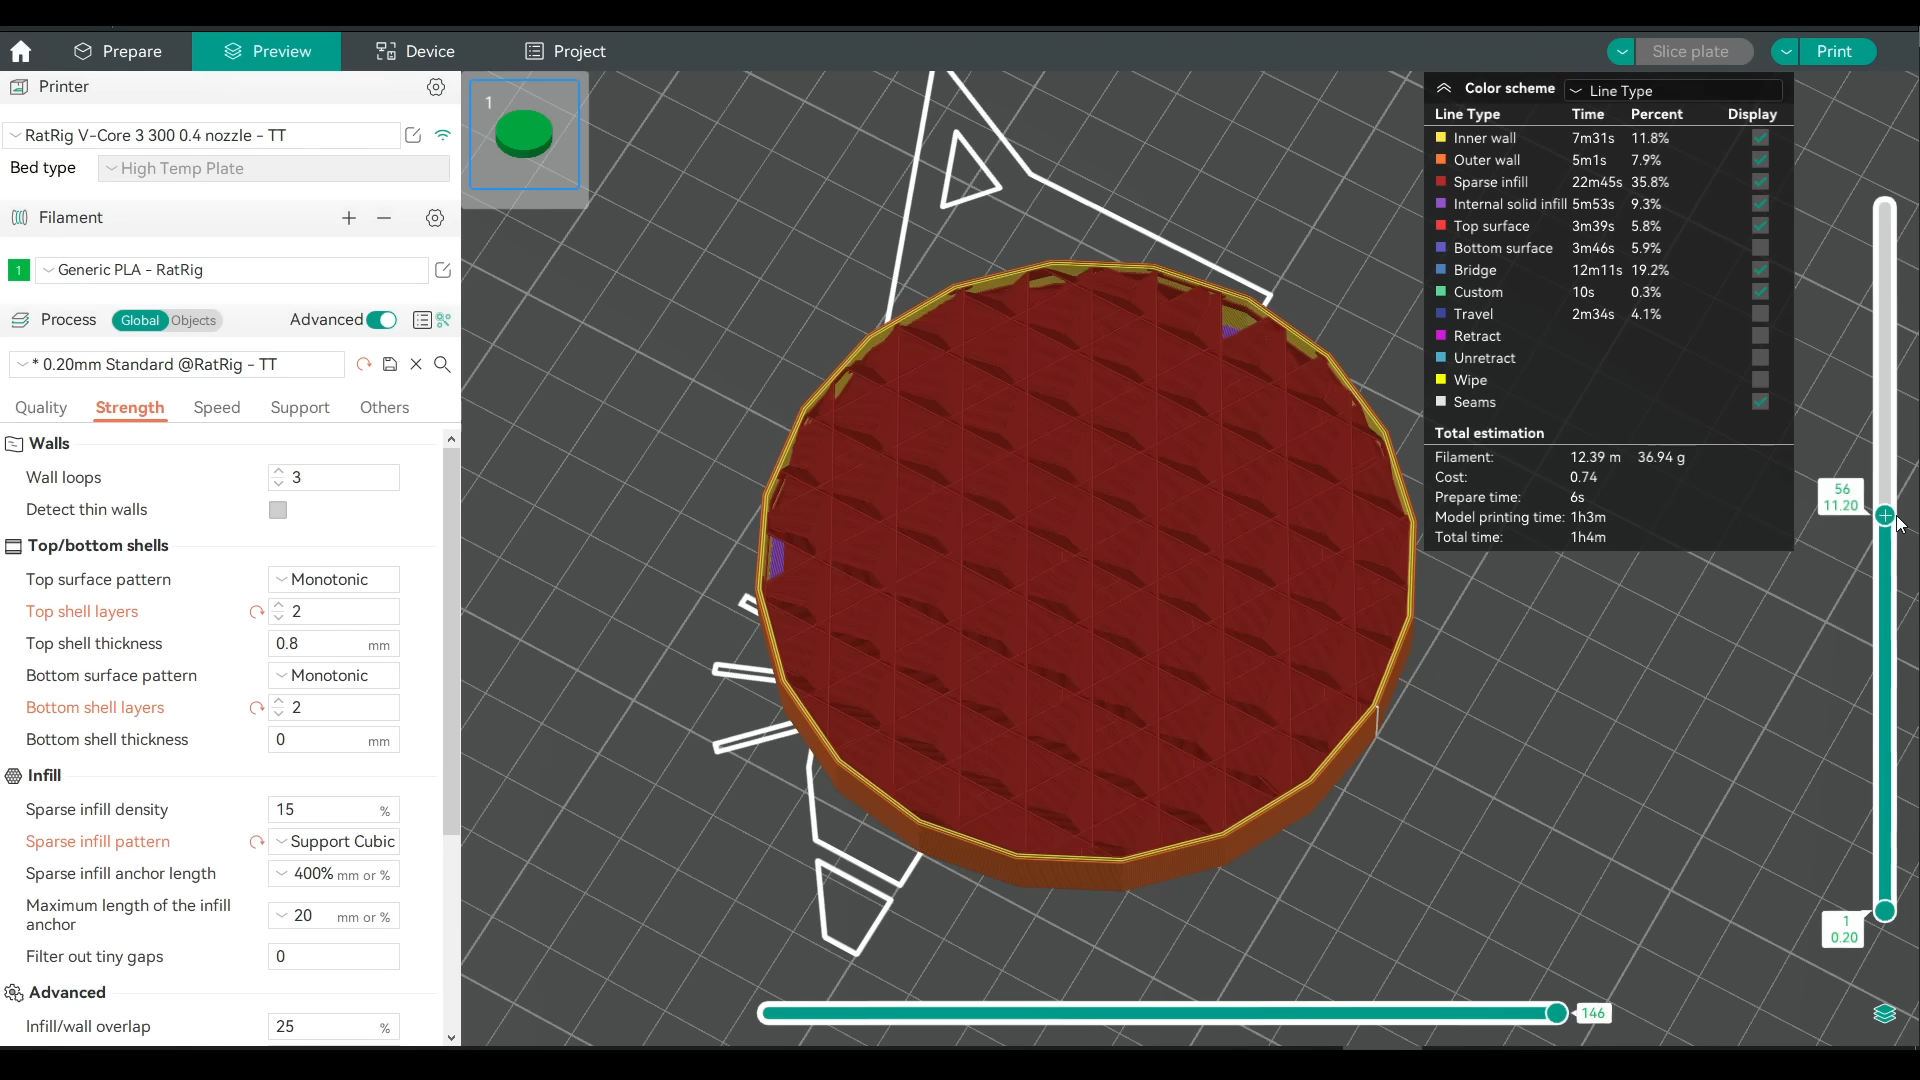 Prepare
Preview
Device
Project
Slice plate
Print
Printer
RatRig V-Core 3 300 0.4 nozzle - TT
Bed type
High Temp Plate
Filament
1
Generic PLA - RatRig
Process
Global
Objects
Advanced
* 0.20mm Standard @RatRig - TT
Quality
Strength
Speed
Support
Others
Walls
Wall loops
3
Detect thin walls
Top/bottom shells
Top surface pattern
Monotonic
Top shell layers
2
Top shell thickness
0.8 mm
Bottom surface pattern
Monotonic
Bottom shell layers
2
Bottom shell thickness
0 mm
Infill
Sparse infill density
15 %
Sparse infill pattern
Support Cubic
Sparse infill anchor length
400% mm or %
Maximum length of the infill
anchor
20 mm or %
Filter out tiny gaps
0
Advanced
Infill/wall overlap
25 %
1
Color scheme
Line Type
Line Type Time Percent Display
Inner wall 7m31s 11.8%
Outer wall 5m1s 7.9%
Sparse infill 22m45s 35.8%
Internal solid infill 5m53s 9.3%
Top surface 3m39s 5.8%
Bottom surface 3m46s 5.9%
Bridge 12m11s 19.2%
Custom 10s 0.3%
Travel 2m34s 4.1%
Retract
Unretract
Wipe
Seams
Total estimation
Filament: 12.39 m 36.94 g
Cost: 0.74
Prepare time: 6s
Model printing time: 1h3m
Total time: 1h4m
56
11.20
1
0.20
146